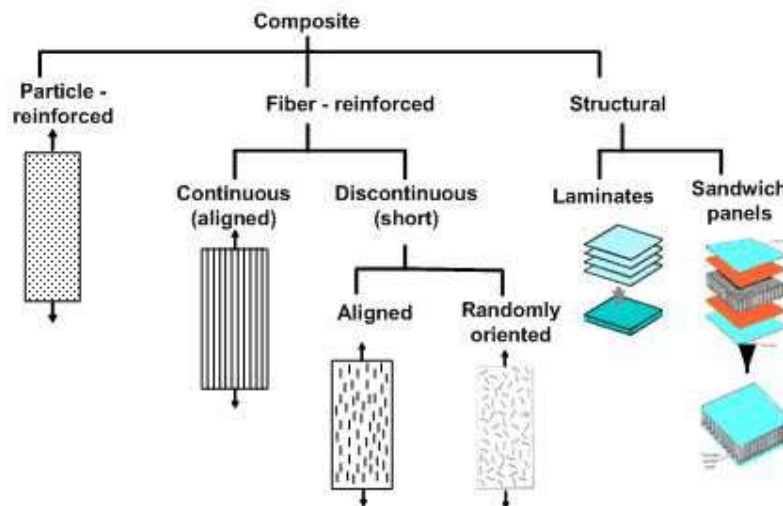 Composite
Particle -
reinforced
Fiber - reinforced
Structural
Continuous
(aligned)
Discontinuous
(short)
Laminates
Sandwich
panels
Aligned
Randomly
oriented